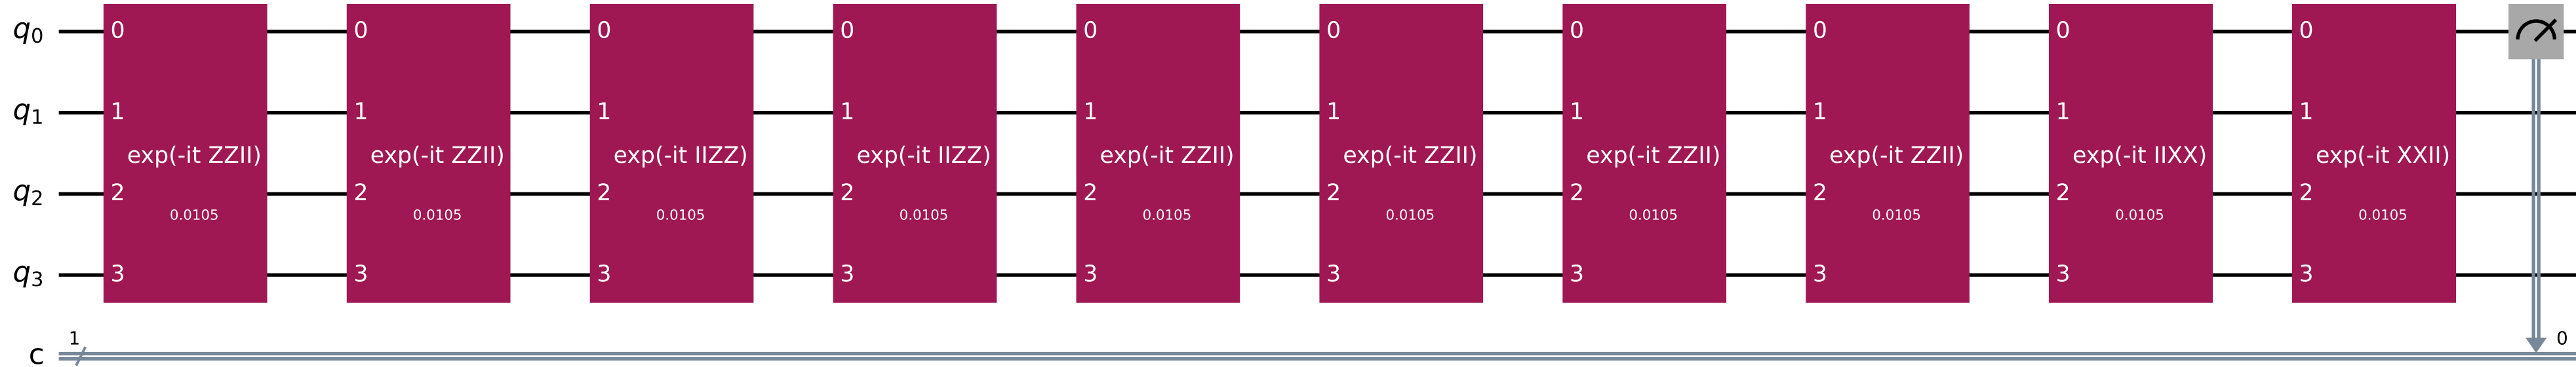 q0 0 0 0 0 0 0 0 0 0 0
q1 1 1 1 1 1 1 1 1 1 1
exp(-it ZZII) exp(-it ZZII) exp(-it IIZZ) exp(-it IIZZ) exp(-it ZZII) exp(-it ZZII) exp(-it ZZII) exp(-it ZZII) exp(-it IIXX) exp(-it XXII)
q2 2 2 2 2 2 2 2 2 2 2
0.0105 0.0105 0.0105 0.0105 0.0105 0.0105 0.0105 0.0105 0.0105 0.0105
q3 3 3 3 3 3 3 3 3 3 3
1 0
c